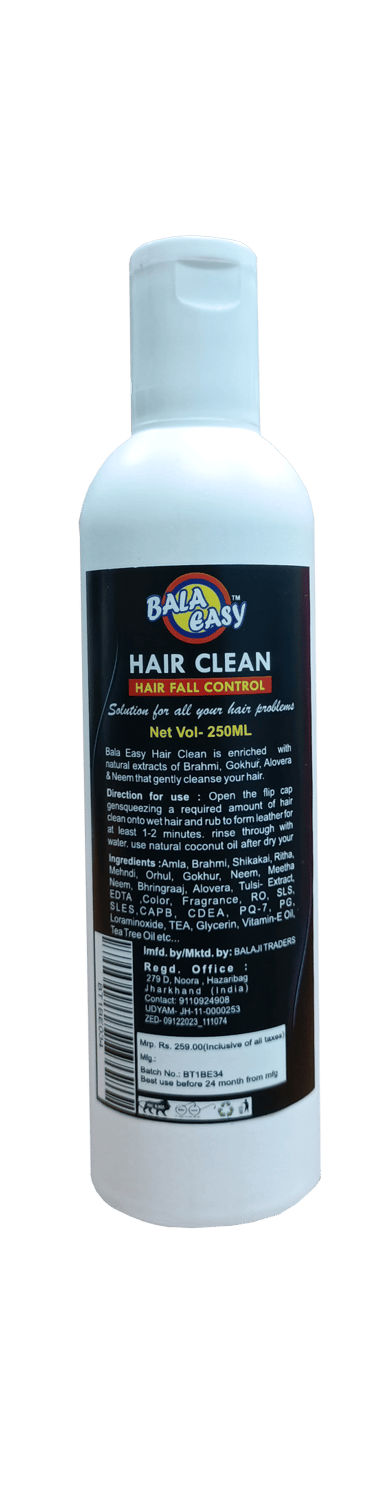 BALA EASY™
HAIR CLEAN
HAIR FALL CONTROL
Solution for all your hair problems
Net Vol- 250ML
Bala Easy Hair Clean is enriched with
natural extracts of Brahmi, Gokhur, Alovera
& Neem that gently cleanse your hair.
Direction for use : Open the flip cap
gensqueezing a required amount of hair
clean onto wet hair and rub to form leather for
at least 1-2 minutes. rinse through with
water. use natural coconut oil after dry your
Ingredients : Amla, Brahmi, Shikakai, Ritha,
Mehndi, Orhul, Gokhur, Neem, Meetha
Neem, Bhringraaj, Alovera, Tulsi- Extract,
EDTA ,Color, Fragrance, RO, SLS,
SLES,CAPB, CDEA, PQ-7, PG,
Loraminoxide, TEA, Glycerin, Vitamin-E Oil,
Tea Tree Oil etc...
Imfd. by/Mktd. by: BALAJI TRADERS
Regd. Office :
279 D, Noora , Hazaribag
Jharkhand (India)
Contact: 9110924908
UDYAM- JH-11-0000253
ZED- 09122023_111074
Mrp. Rs. 259.00(Inclusive of all taxes)
Mfg.:
Batch No.: BT1BE34
Best use before 24 month from mfg